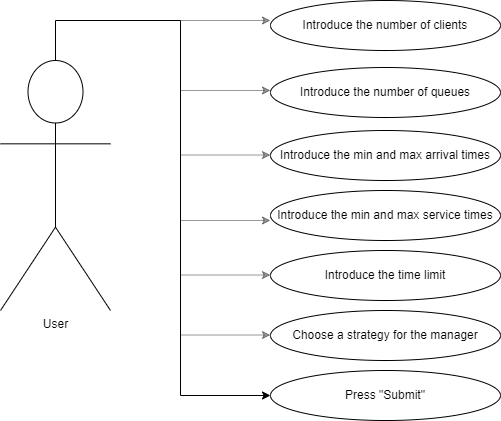 Introduce the number of clients
Introduce the number of queues
Introduce the min and max arrival times
Introduce the min and max service times
Introduce the time limit
User
Choose a strategy for the manager
Press "Submit"